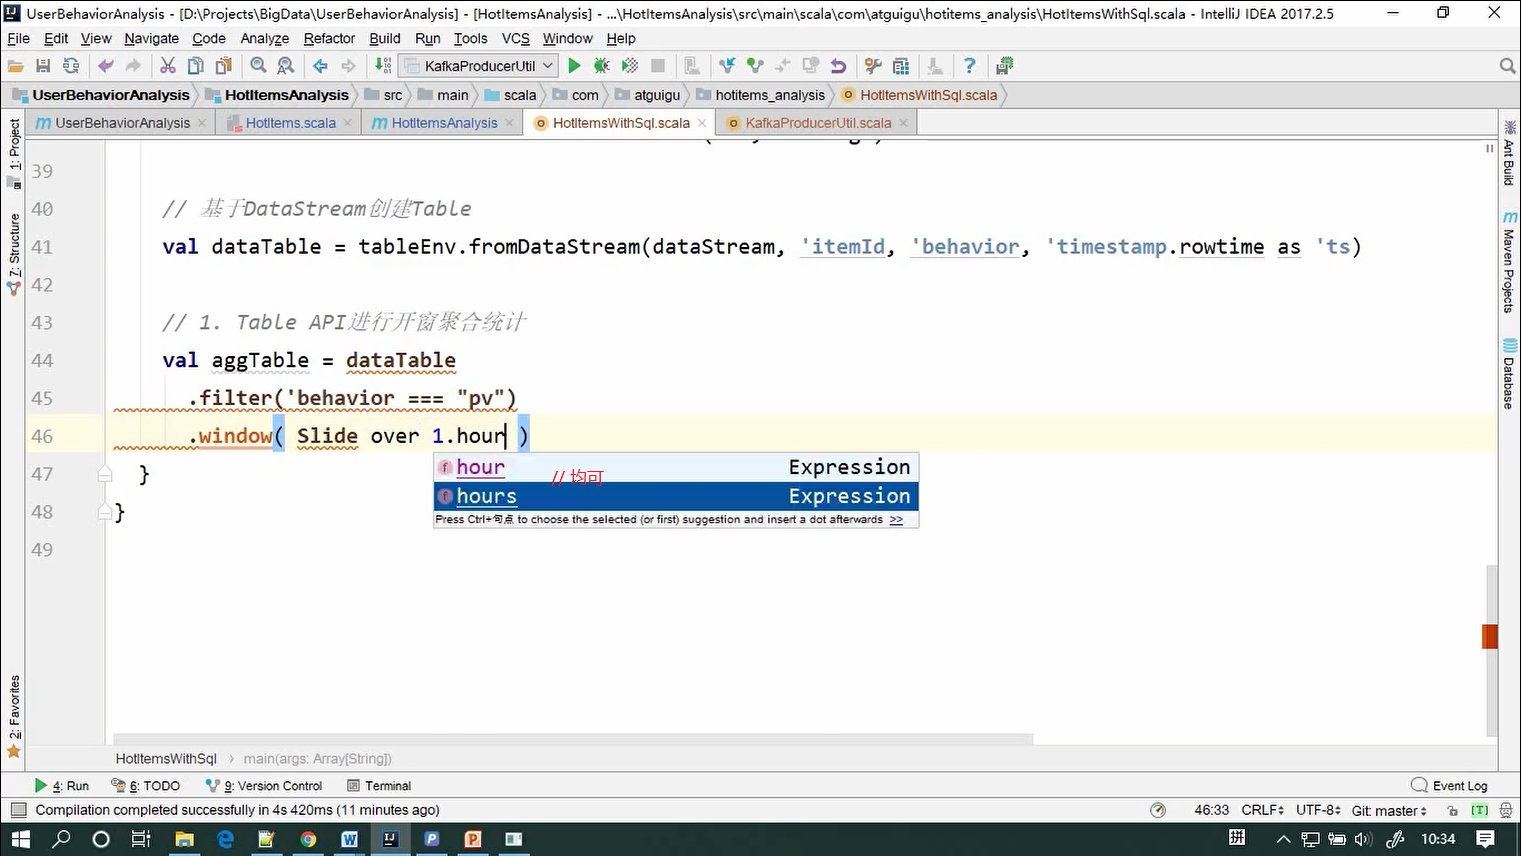 UserBehaviorAnalysis - [D:\Projects\BigData\UserBehaviorAnalysis] - [HotItemsAnalysis] - ...\HotItemsAnalysis\src\main\scala\com\atguigu\hotitems_analysis\HotItemsWithSql.scala - IntelliJ IDEA 2017.2.5
File Edit View Navigate Code Analyze Refactor Build Run Tools VCS Window Help
KafkaProducerUtil
UserBehaviorAnalysis HotItemsAnalysis src main scala com atguigu hotitems_analysis HotItemsWithSql.scala
UserBehaviorAnalysis HotItems.scala HotItemsAnalysis HotItemsWithSql.scala KafkaProducerUtil.scala
1: Project
7: Structure
2: Favorites
Ant Build
Maven Projects
Database
39
40 // 基于DataStream创建Table
41 val dataTable = tableEnv.fromDataStream(dataStream, 'itemId, 'behavior, 'timestamp.rowtime as 'ts)
42
43 // 1. Table API进行开窗聚合统计
44 val aggTable = dataTable
45 .filter('behavior === "pv")
46 .window( Slide over 1.hour )
47 }
48 }
49
hour Expression
// 均可
hours Expression
Press Ctrl+句点 to choose the selected (or first) suggestion and insert a dot afterwards >>
HotItemsWithSql › main(args: Array[String])
4: Run 6: TODO 9: Version Control Terminal Event Log
Compilation completed successfully in 4s 420ms (11 minutes ago) 46:33 CRLF UTF-8 Git: master [T]
拼 10:34